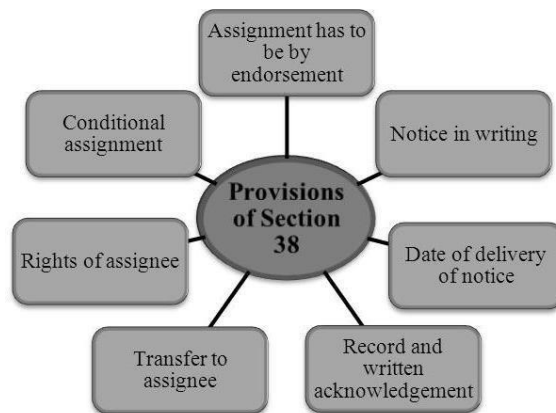 Assignment has to
be by
endorsement
Conditional
assignment
Notice in writing
Provisions
of Section
38
Rights of assignee
Date of delivery
of notice
Transfer to
assignee
Record and
written
acknowledgement